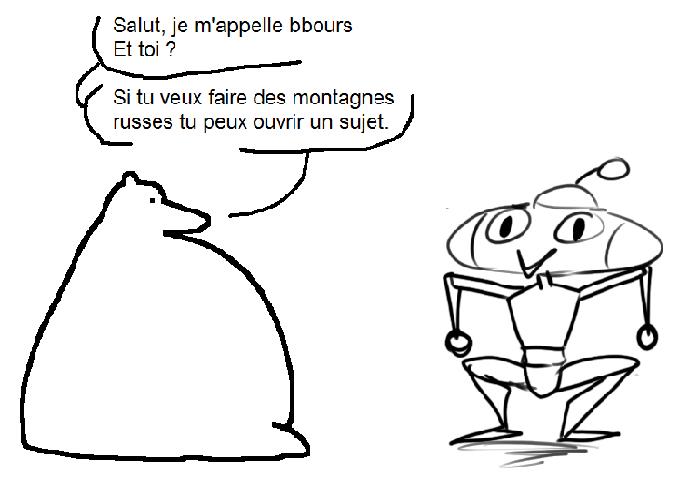 Salut, je m'appelle bbours
Et toi ?
Si tu veux faire des montagnes
russes tu peux ouvrir un sujet.